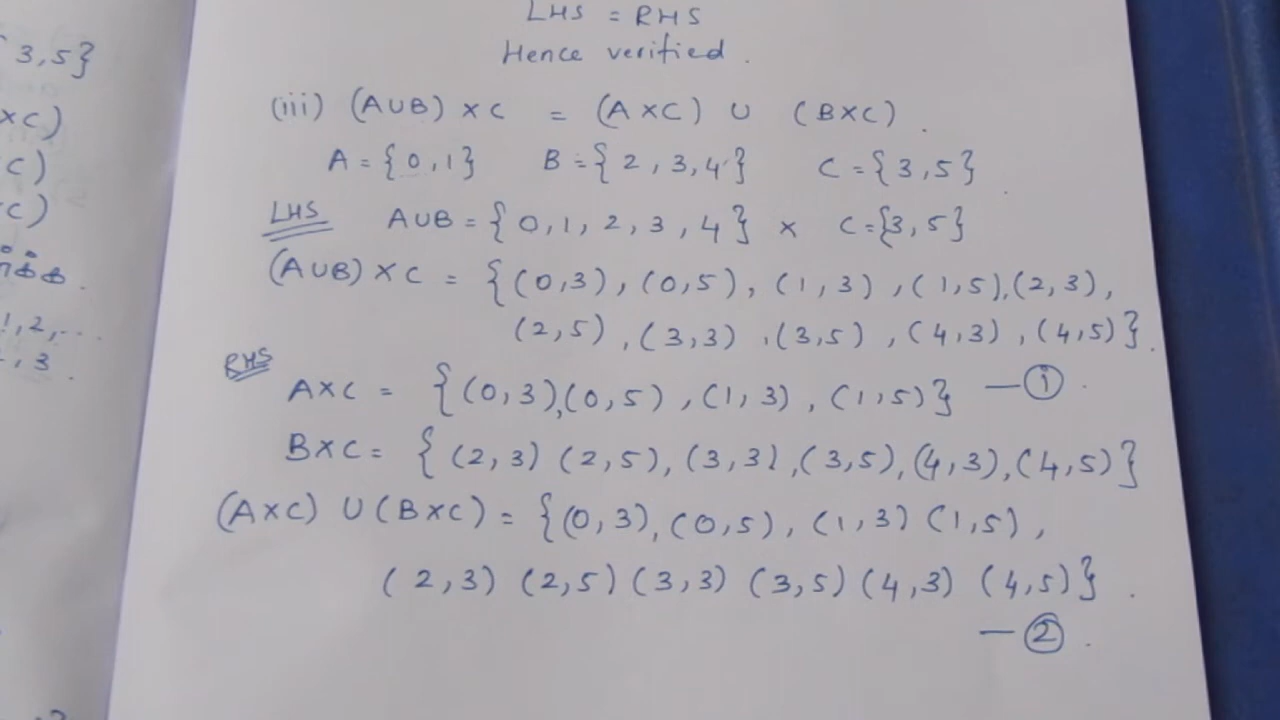 3,5}
×C)
C)
C)
1,2,...
, 3
LHS = RHS
Hence verified.
(iii) (A∪B) × C = (A×C) ∪ (B×C).
A = {0,1} B = {2,3,4} C = {3,5}
LHS A∪B = {0,1,2,3,4} × C={3,5}
(A∪B) × C = {(0,3), (0,5), (1,3), (1,5),(2,3),
(2,5), (3,3), (3,5), (4,3), (4,5)}.
RHS
A×C = {(0,3),(0,5), (1,3), (1,5)} — ①.
B×C = {(2,3) (2,5), (3,3), (3,5), (4,3), (4,5)}
(A×C) ∪ (B×C) = {(0,3), (0,5), (1,3) (1,5),
(2,3) (2,5) (3,3) (3,5) (4,3) (4,5)}.
— ②.